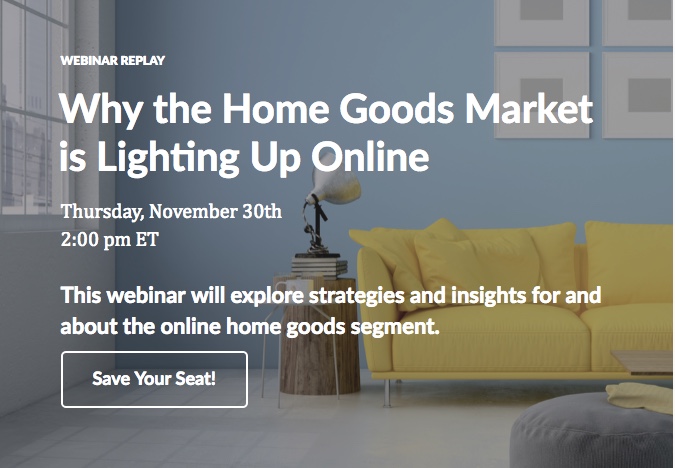 WEBINAR REPLAY
Why the Home Goods Market
is Lighting Up Online
Thursday, November 30th
2:00 pm ET
This webinar will explore strategies and insights for and
about the online home goods segment.
Save Your Seat!